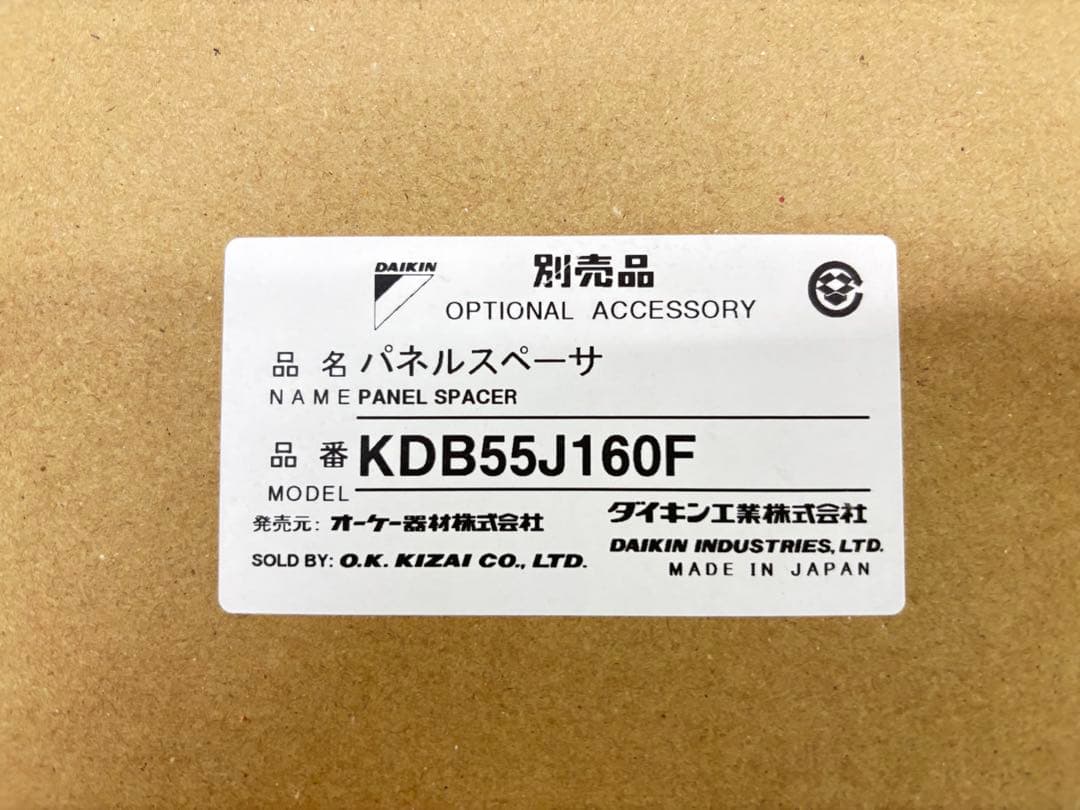 DAIKIN
別売品
OPTIONAL ACCESSORY
品名 パネルスペーサ
NAME PANEL SPACER
品番 KDB55J160F
MODEL
発売元: オーケー器材株式会社
SOLD BY: O.K. KIZAI CO., LTD.
ダイキン工業株式会社
DAIKIN INDUSTRIES, LTD.
MADE IN JAPAN